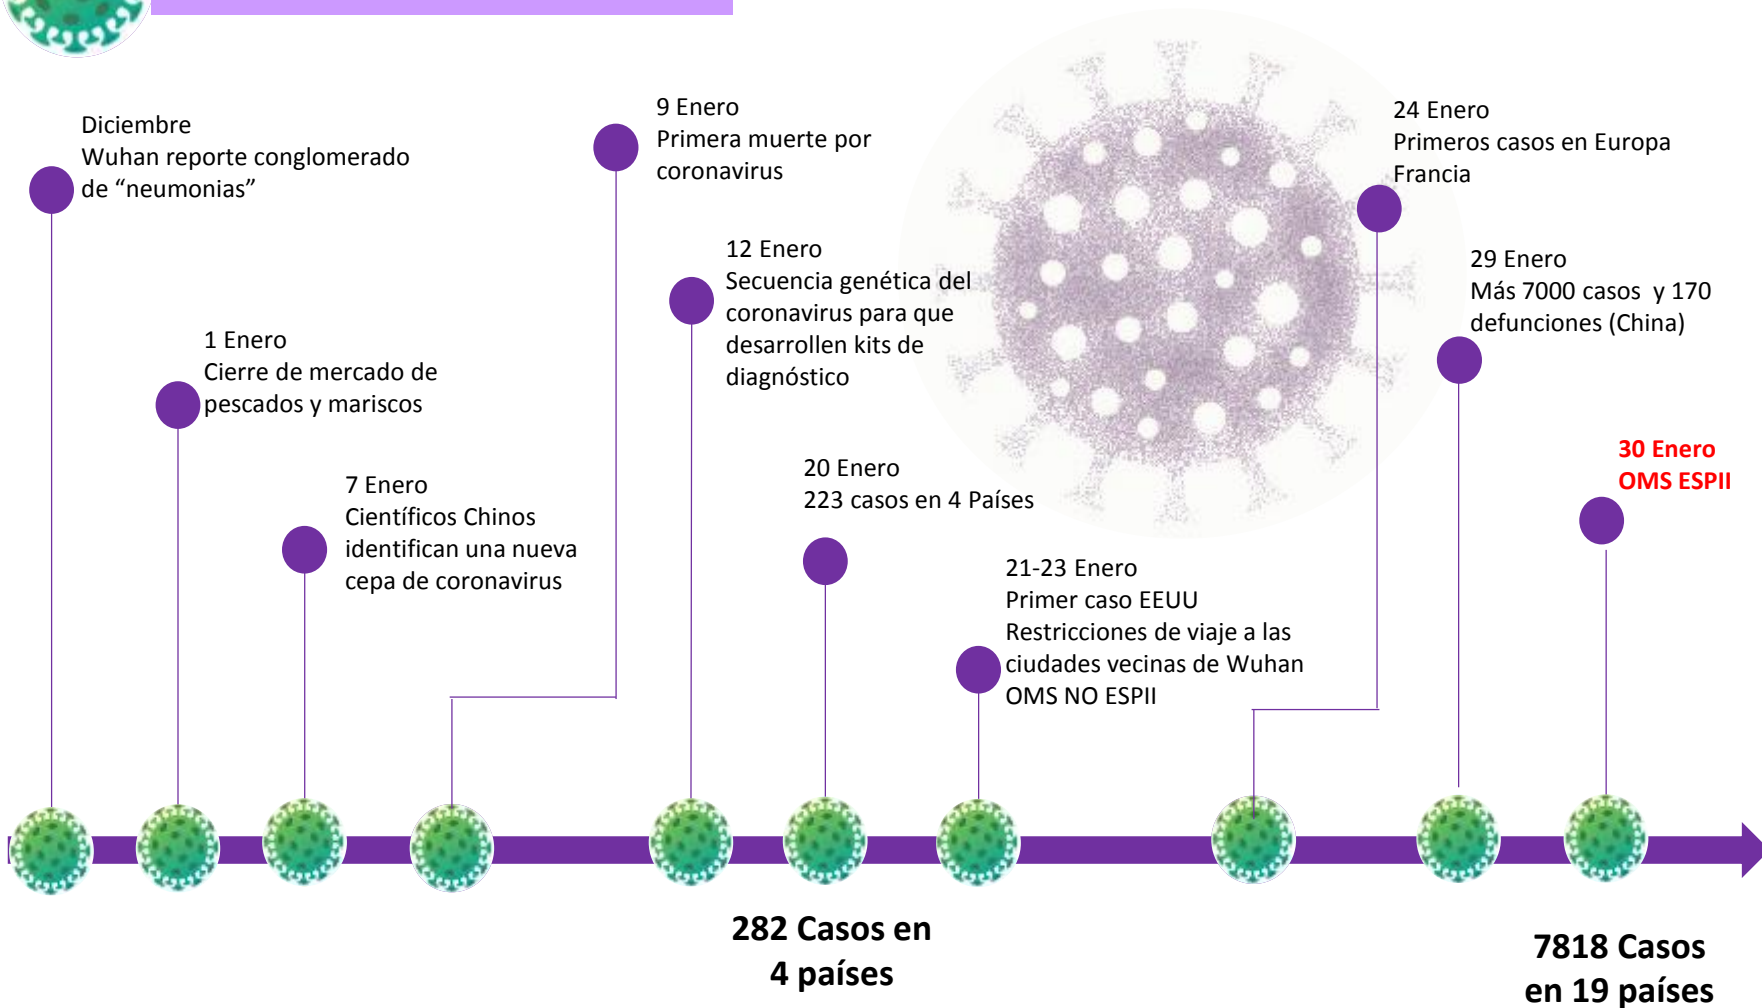 Diciembre
Wuhan reporte conglomerado
de “neumonias”
1 Enero
Cierre de mercado de
pescados y mariscos
7 Enero
Científicos Chinos
identifican una nueva
cepa de coronavirus
9 Enero
Primera muerte por
coronavirus
12 Enero
Secuencia genética del
coronavirus para que
desarrollen kits de
diagnóstico
20 Enero
223 casos en 4 Países
21-23 Enero
Primer caso EEUU
Restricciones de viaje a las
ciudades vecinas de Wuhan
OMS NO ESPII
24 Enero
Primeros casos en Europa
Francia
29 Enero
Más 7000 casos y 170
defunciones (China)
30 Enero
OMS ESPII
282 Casos en
4 países
7818 Casos
en 19 países